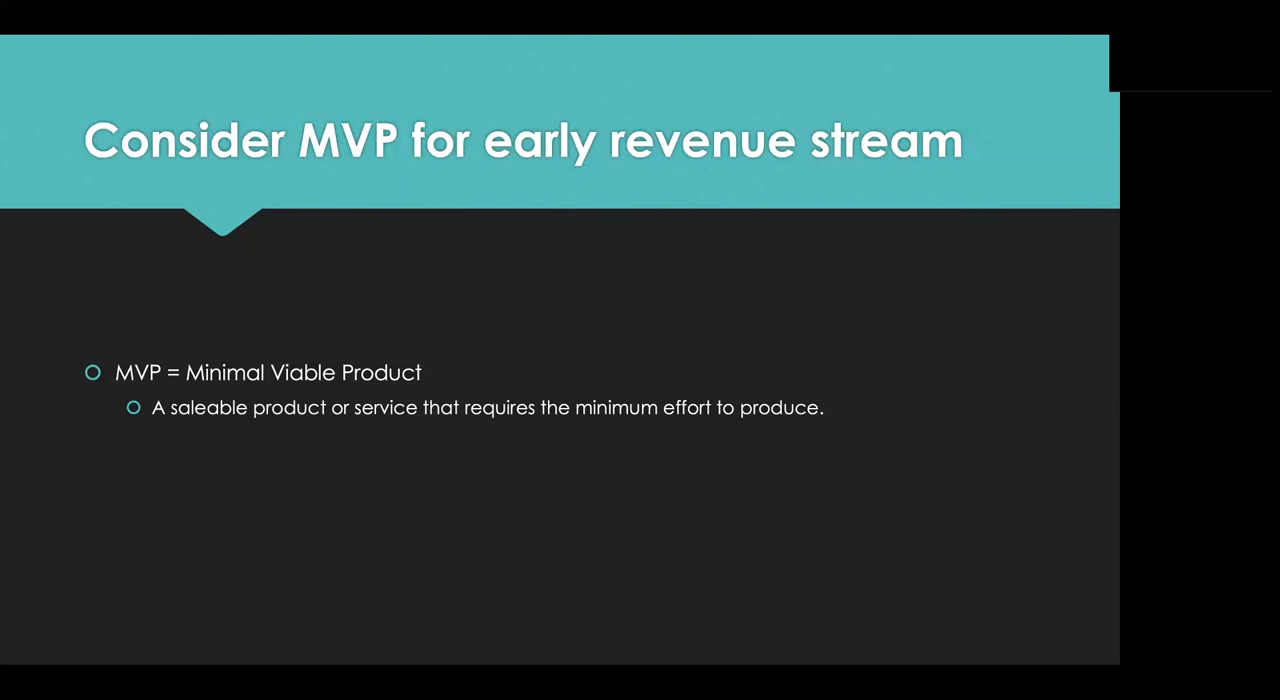 Consider MVP for early revenue stream
MVP = Minimal Viable Product
A saleable product or service that requires the minimum effort to produce.